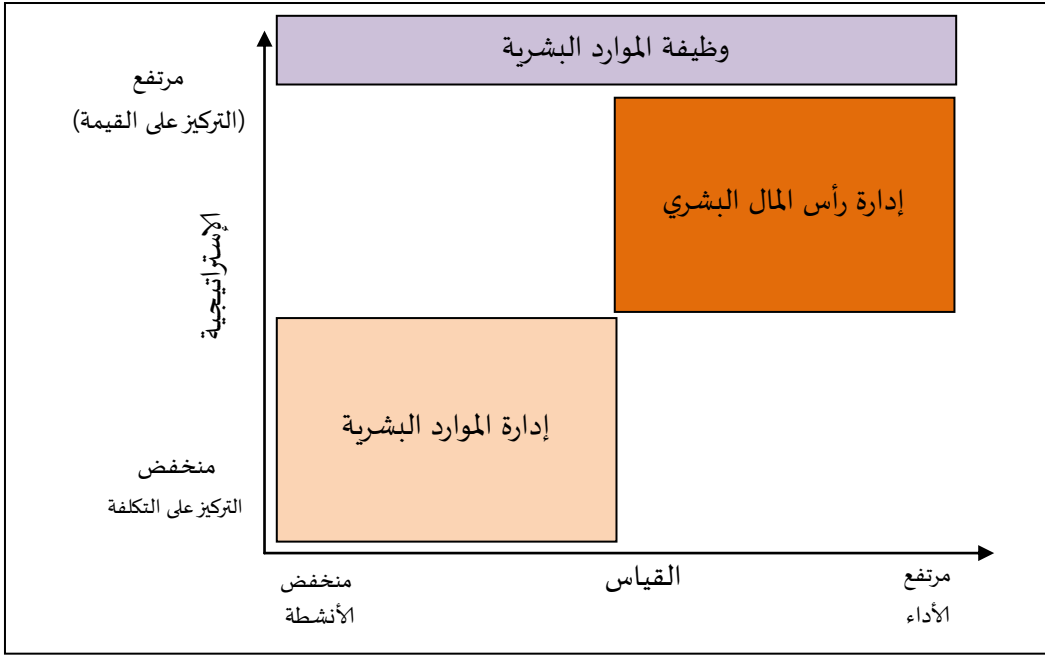 وظيفة الموارد البشرية
مرتفع
(التركيز على القيمة)
إدارة رأس المال البشري
الإستراتيجية
إدارة الموارد البشرية
منخفض
التركيز على التكلفة
مرتفع
القياس
منخفض
الأداء
الأنشطة